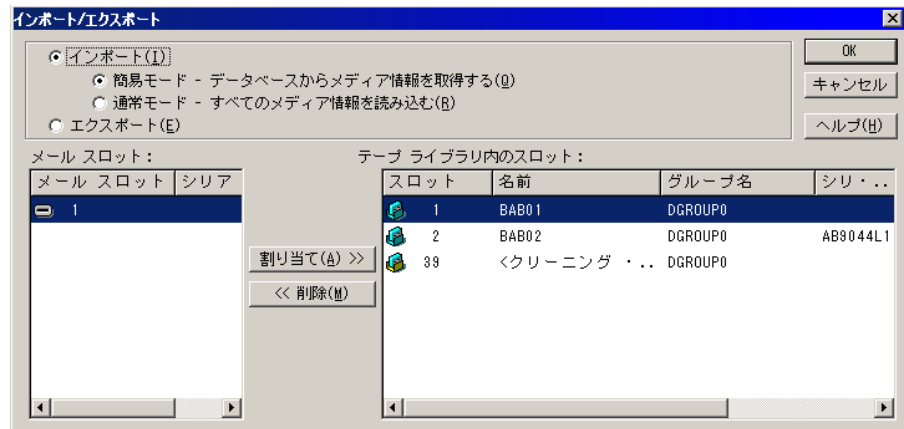 インポート/エクスポート
インポート(I)
簡易モード - データベースからメディア情報を取得する(Q)
通常モード - すべてのメディア情報を読み込む(R)
エクスポート(E)
OK
キャンセル
ヘルプ(H)
メール スロット:
メール スロット シリア
1
割り当て(A) >>
<< 削除(M)
テープ ライブラリ内のスロット:
スロット 名前 グループ名 シリ・..
1 BAB01 DGROUP0
2 BAB02 DGROUP0 AB9044L1
39 <クリーニング ・.. DGROUP0